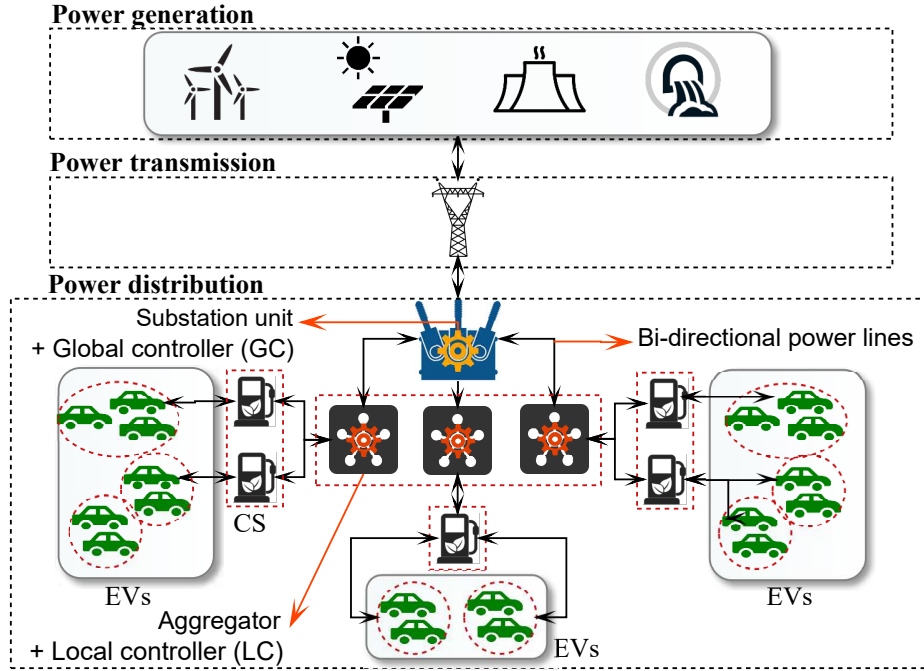 Power generation
Power transmission
Power distribution
Substation unit
+ Global controller (GC)
Bi-directional power lines
CS
EVs
Aggregator
+ Local controller (LC)
EVs
EVs